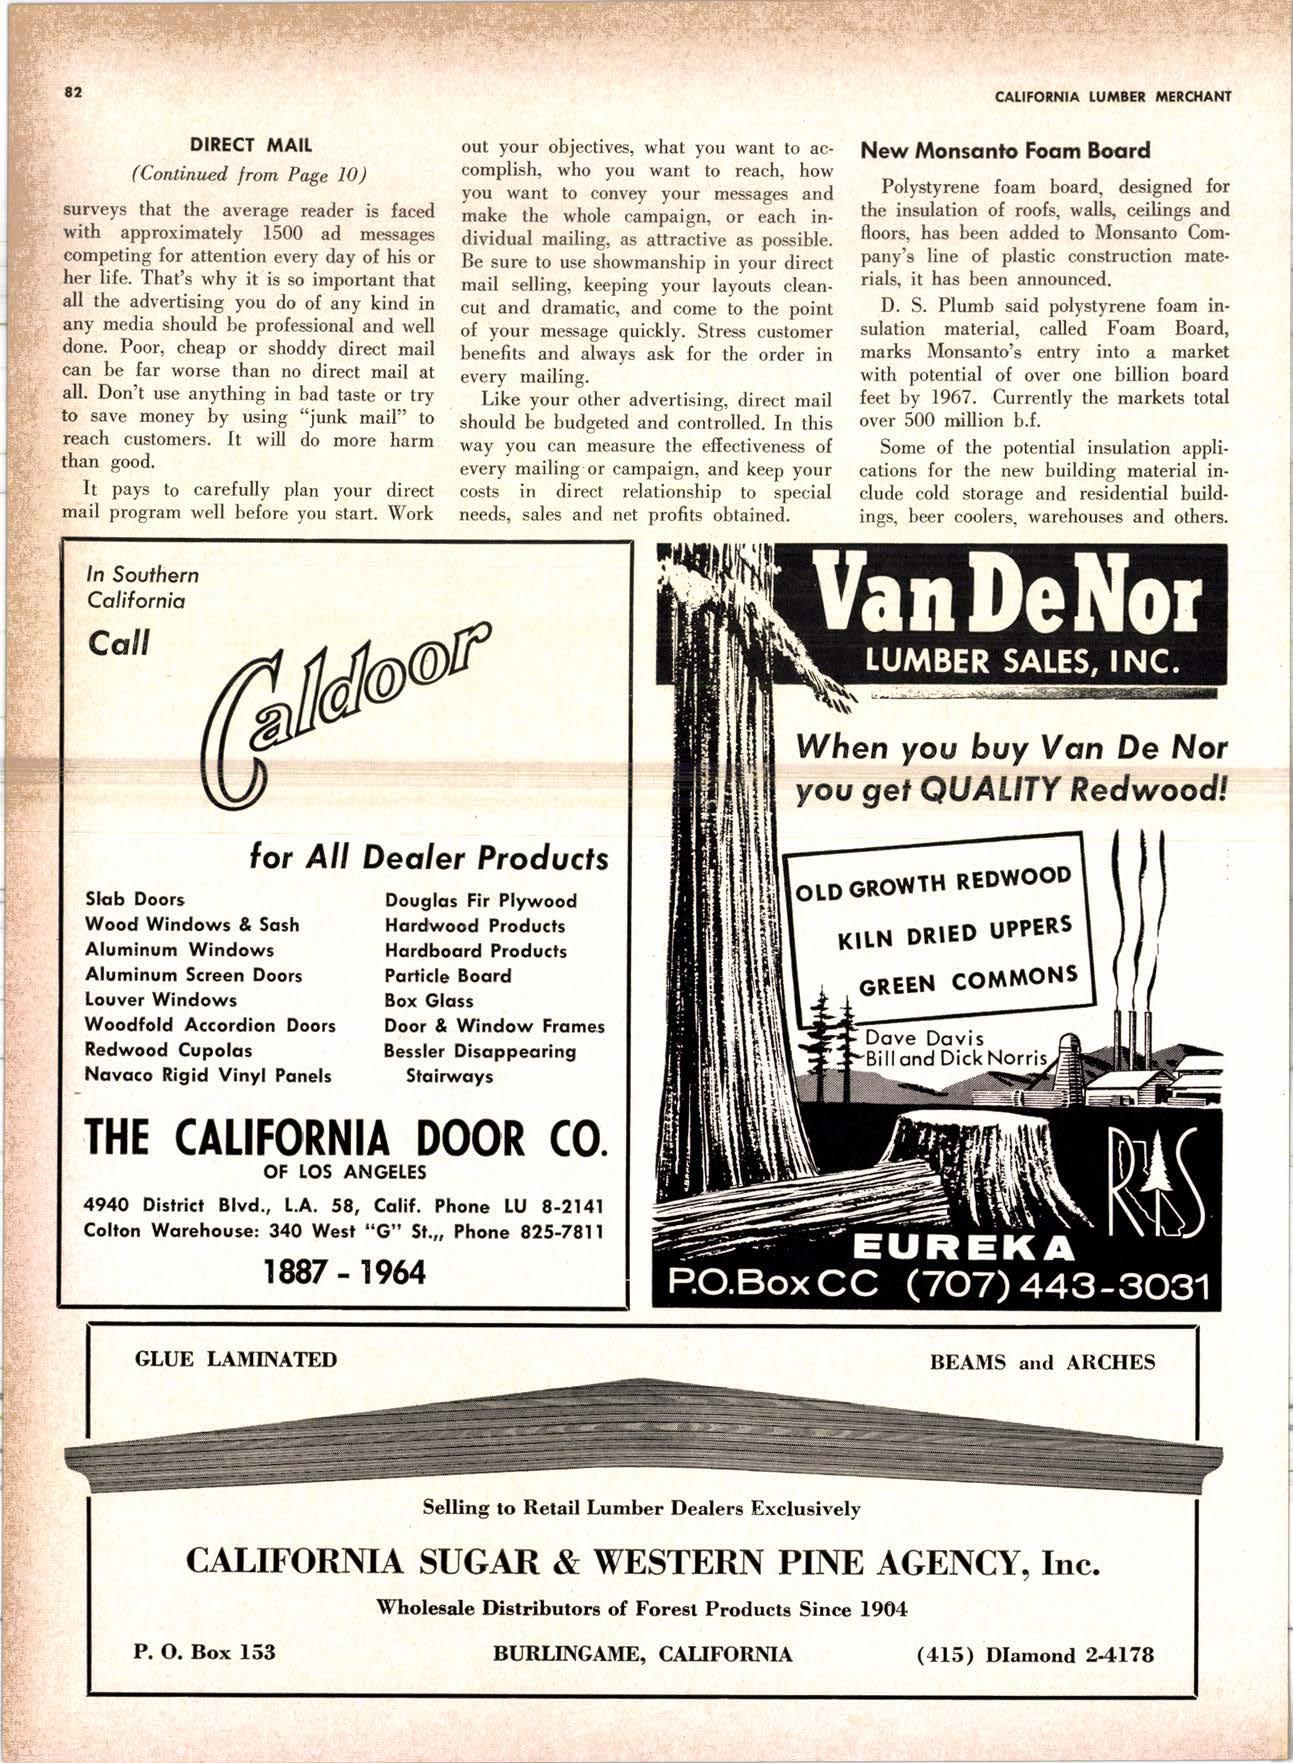 82
CALIFORNIA LUMBER MERCHANT
DIRECT MAIL
(Continued from Page 10)
surveys that the average reader is faced
with approximately 1500 ad messages
competing for attention every day of his or
her life. That's why it is so important that
all the advertising you do of any kind in
any media should be professional and well
done. Poor, cheap or shoddy direct mail
can be far worse than no direct mail at
all. Don't use anything in bad taste or try
to save money by using "junk mail" to
reach customers. It will do more harm
than good.
It pays to carefully plan your direct
mail program well before you start. Work
out your objectives, what you want to ac-
complish, who you want to reach, how
you want to convey your messages and
make the whole campaign, or each in-
dividual mailing, as attractive as possible.
Be sure to use showmanship in your direct
mail selling, keeping your layouts clean-
cut and dramatic, and come to the point
of your message quickly. Stress customer
benefits and always ask for the order in
every mailing.
Like your other advertising, direct mail
should be budgeted and controlled. In this
way you can measure the effectiveness of
every mailing or campaign, and keep your
costs in direct relationship to special
needs, sales and net profits obtained.
New Monsanto Foam Board
Polystyrene foam board, designed for
the insulation of roofs, walls, ceilings and
floors, has been added to Monsanto Com-
pany's line of plastic construction mate-
rials, it has been announced.
D. S. Plumb said polystyrene foam in-
sulation material, called Foam Board,
marks Monsanto's entry into a market
with potential of over one billion board
feet by 1967. Currently the markets total
over 500 million b.f.
Some of the potential insulation appli-
cations for the new building material in-
clude cold storage and residential build-
ings, beer coolers, warehouses and others.
In Southern
California
Call
Caldoor
for All Dealer Products
Slab Doors
Wood Windows & Sash
Aluminum Windows
Aluminum Screen Doors
Louver Windows
Woodfold Accordion Doors
Redwood Cupolas
Navaco Rigid Vinyl Panels
Douglas Fir Plywood
Hardwood Products
Hardboard Products
Particle Board
Box Glass
Door & Window Frames
Bessler Disappearing
Stairways
THE CALIFORNIA DOOR CO.
OF LOS ANGELES
4940 District Blvd., L.A. 58, Calif. Phone LU 8-2141
Colton Warehouse: 340 West "G" St.,, Phone 825-7811
1887 - 1964
Van De Nor
LUMBER SALES, INC.
When you buy Van De Nor
you get QUALITY Redwood!
OLD GROWTH REDWOOD
KILN DRIED UPPERS
GREEN COMMONS
Dave Davis
Bill and Dick Norris
RIS
EUREKA
P.O.Box CC (707) 443-3031
GLUE LAMINATED
BEAMS and ARCHES
Selling to Retail Lumber Dealers Exclusively
CALIFORNIA SUGAR & WESTERN PINE AGENCY, Inc.
Wholesale Distributors of Forest Products Since 1904
P. O. Box 153
BURLINGAME, CALIFORNIA
(415) DIamond 2-4178